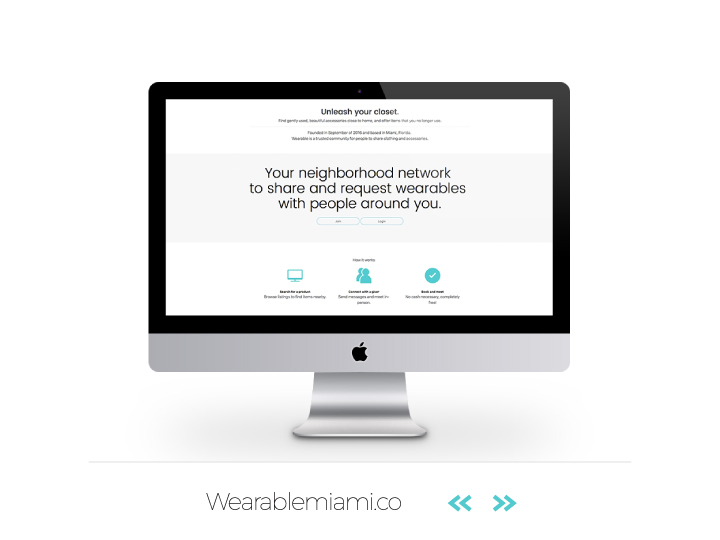 Unleash your closet.
Find gently used, beautiful accessories close to home, and offer items that you no longer use.
Founded in September of 2016 and based in Miami, Florida.
Wearable is a trusted community for people to share clothing and accessories.
Your neighborhood network
to share and request wearables
with people around you.
Join
Login
How it works
Search for a product
Browse listings to find items nearby.
Connect with a giver
Send messages and meet in
person.
Book and meet
No cash necessary, completely
free!
Wearablemiami.co